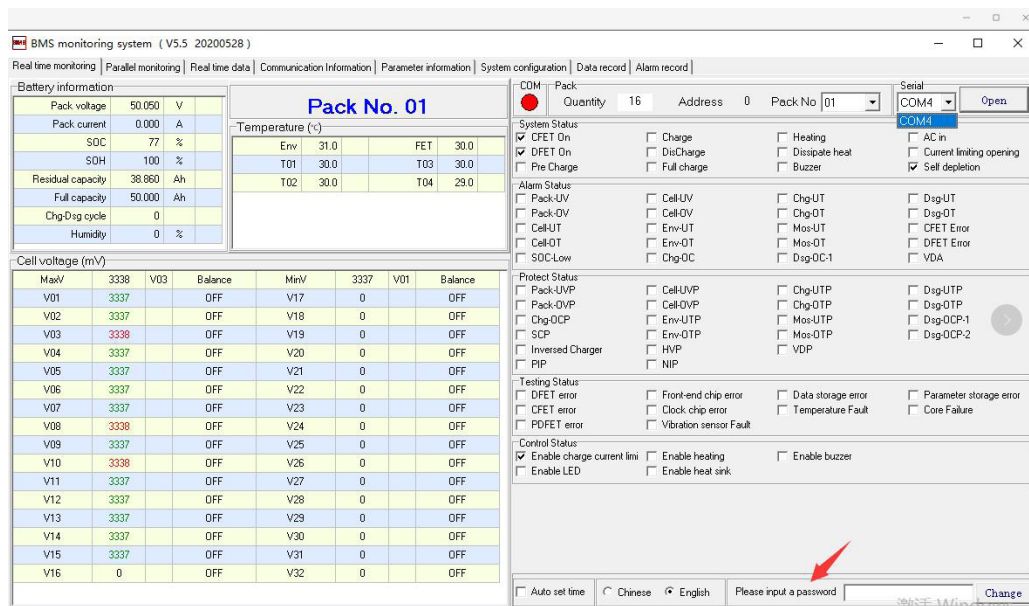 BMS monitoring system ( V5.5 20200528 )
Real time monitoring Parallel monitoring Real time data Communication Information Parameter information System configuration Data record Alarm record
Battery information
Pack voltage 50.050 V
Pack current 0.000 A
SOC 77 %
SOH 100 %
Residual capacity 38.860 Ah
Full capacity 50.000 Ah
Chg-Dsg cycle 0
Humidity 0 %
Pack No. 01
Temperature (℃)
Env 31.0 FET 30.0
T01 30.0 T03 30.0
T02 30.0 T04 29.0
Cell voltage (mV)
MaxV 3338 V03 Balance MinV 3337 V01 Balance
V01 3337 OFF V17 0 OFF
V02 3337 OFF V18 0 OFF
V03 3338 OFF V19 0 OFF
V04 3337 OFF V20 0 OFF
V05 3337 OFF V21 0 OFF
V06 3337 OFF V22 0 OFF
V07 3337 OFF V23 0 OFF
V08 3338 OFF V24 0 OFF
V09 3337 OFF V25 0 OFF
V10 3338 OFF V26 0 OFF
V11 3337 OFF V27 0 OFF
V12 3337 OFF V28 0 OFF
V13 3337 OFF V29 0 OFF
V14 3337 OFF V30 0 OFF
V15 3337 OFF V31 0 OFF
V16 0 OFF V32 0 OFF
COM Pack Serial
Quantity 16 Address 0 Pack No 01 COM4 Open
COM4
System Status
CFET On Charge Heating AC in
DFET On DisCharge Dissipate heat Current limiting opening
Pre Charge Full charge Buzzer Self depletion
Alarm Status
Pack-UV Cell-UV Chg-UT Dsg-UT
Pack-OV Cell-OV Chg-OT Dsg-OT
Cell-UT Env-UT Mos-UT CFET Error
Cell-OT Env-OT Mos-OT DFET Error
SOC-Low Chg-OC Dsg-OC-1 VDA
Protect Status
Pack-UVP Cell-UVP Chg-UTP Dsg-UTP
Pack-OVP Cell-OVP Chg-OTP Dsg-OTP
Chg-OCP Env-UTP Mos-UTP Dsg-OCP-1
SCP Env-OTP Mos-OTP Dsg-OCP-2
Inversed Charger HVP VDP
PIP NIP
Testing Status
DFET error Front-end chip error Data storage error Parameter storage error
CFET error Clock chip error Temperature Fault Core Failure
PDFET error Vibration sensor Fault
Control Status
Enable charge current limi Enable heating Enable buzzer
Enable LED Enable heat sink
Auto set time Chinese English Please input a password Change